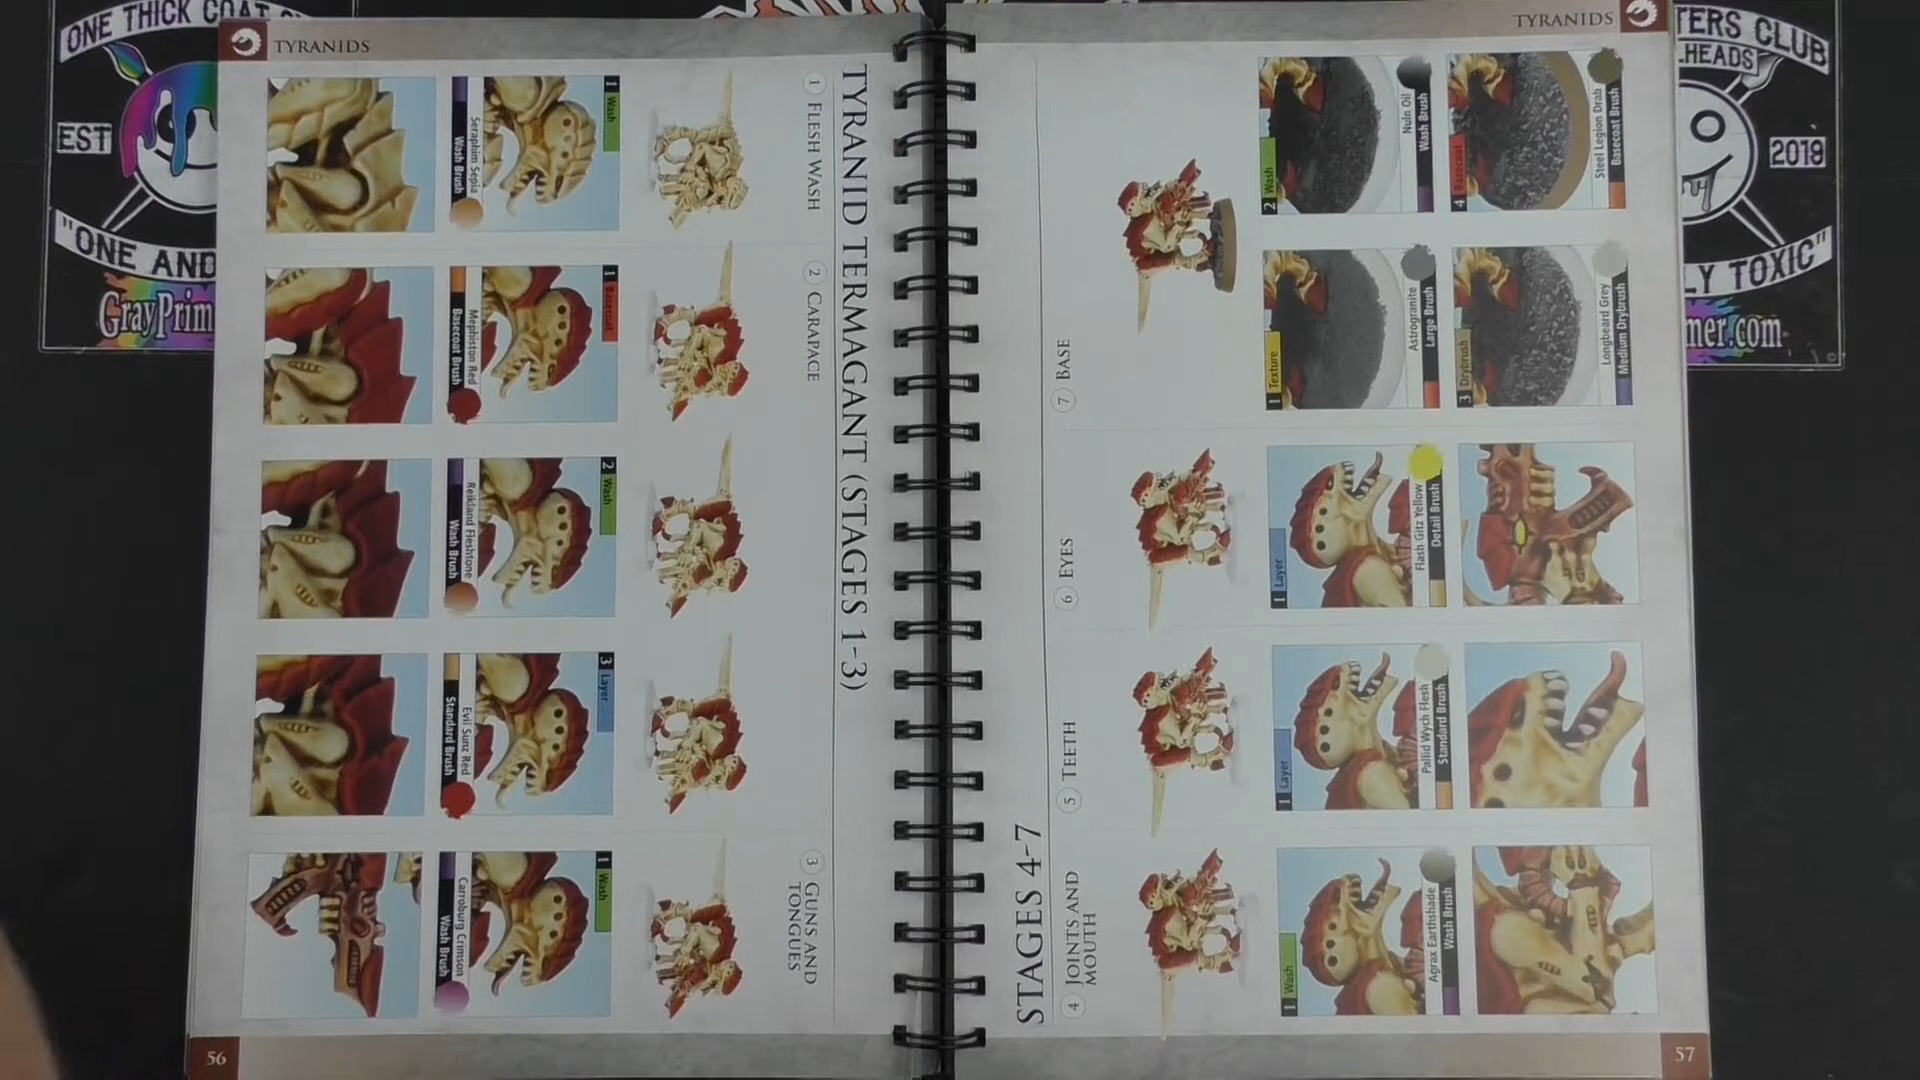 ONE THICK COAT
EST
"ONE AND
GrayPrim
TERS CLUB
HEADS
2019
LY TOXIC"
mer.com
TYRANIDS
TYRANID TERMAGANT (STAGES 1-3)
1 FLESH WASH
1 Wash
Seraphim Sepia
Wash Brush
2 CARAPACE
1 Basecoat
Mephiston Red
Basecoat Brush
2 Wash
Reikland Fleshtone
Wash Brush
3 Layer
Evil Sunz Red
Standard Brush
3 GUNS AND
TONGUES
1 Wash
Carroburg Crimson
Wash Brush
56
TYRANIDS
STAGES 4-7
4 JOINTS AND
MOUTH
1 Wash
Agrax Earthshade
Wash Brush
5 TEETH
1 Layer
Pallid Wych Flesh
Standard Brush
6 EYES
1 Layer
Flash Gitz Yellow
Detail Brush
7 BASE
1 Texture
Astrogranite
Large Brush
2 Wash
Nuln Oil
Wash Brush
3 Drybrush
Longbeard Grey
Medium Drybrush
4 Basecoat
Steel Legion Drab
Basecoat Brush
57